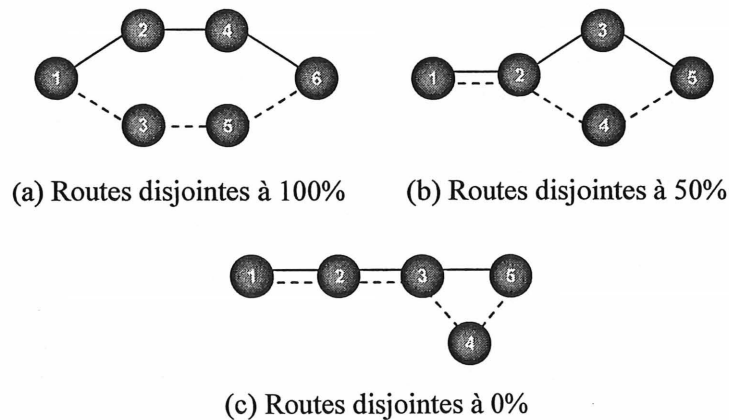 2 4
1 6
3 5
(a) Routes disjointes à 100%
3
1 2 5
4
(b) Routes disjointes à 50%
1 2 3 5
4
(c) Routes disjointes à 0%